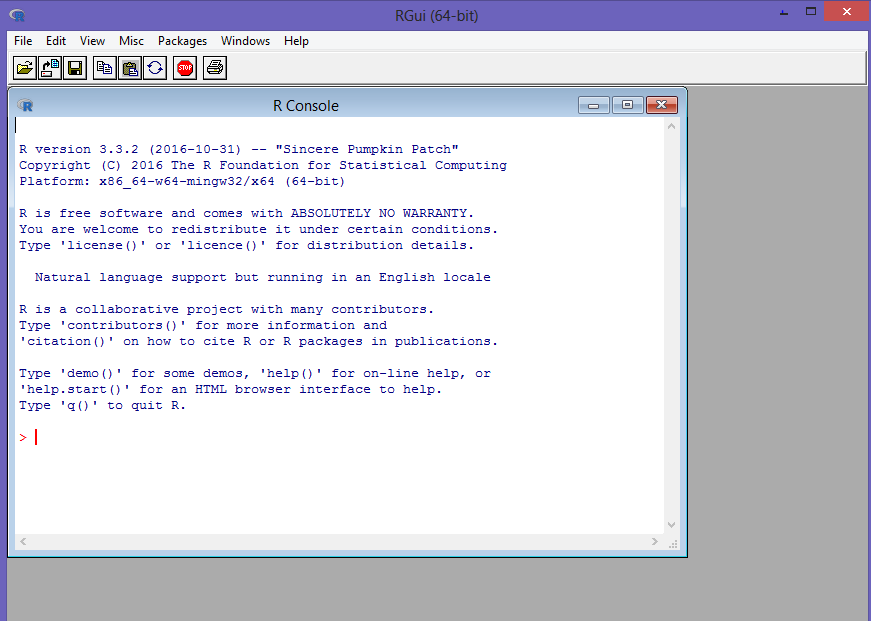 RGui (64-bit)
File Edit View Misc Packages Windows Help
STOP
R Console
R version 3.3.2 (2016-10-31) -- "Sincere Pumpkin Patch"
Copyright (C) 2016 The R Foundation for Statistical Computing
Platform: x86_64-w64-mingw32/x64 (64-bit)
R is free software and comes with ABSOLUTELY NO WARRANTY.
You are welcome to redistribute it under certain conditions.
Type 'license()' or 'licence()' for distribution details.
Natural language support but running in an English locale
R is a collaborative project with many contributors.
Type 'contributors()' for more information and
'citation()' on how to cite R or R packages in publications.
Type 'demo()' for some demos, 'help()' for on-line help, or
'help.start()' for an HTML browser interface to help.
Type 'q()' to quit R.
>